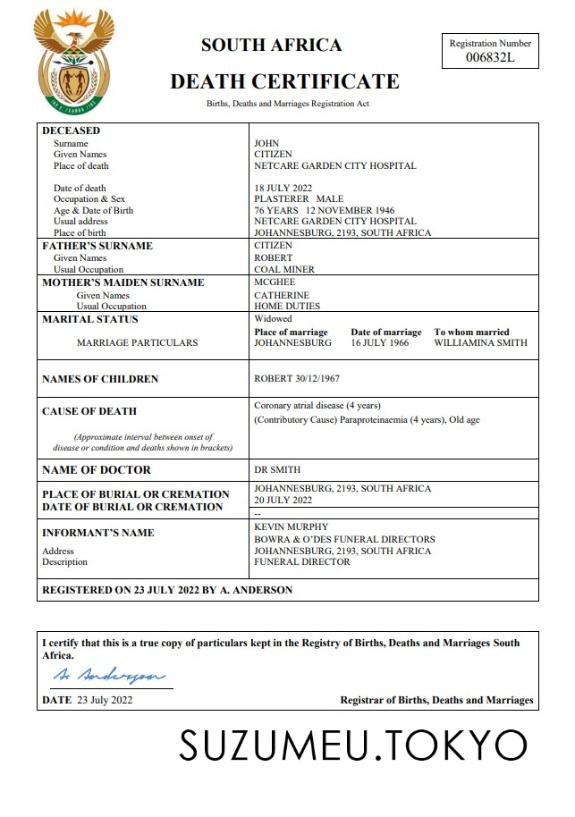 SOUTH AFRICA
DEATH CERTIFICATE
Births, Deaths and Marriages Registration Act
Registration Number
006832L
DECEASED
Surname JOHN
Given Names CITIZEN
Place of death NETCARE GARDEN CITY HOSPITAL
Date of death 18 JULY 2022
Occupation & Sex PLASTERER MALE
Age & Date of Birth 76 YEARS 12 NOVEMBER 1946
Usual address NETCARE GARDEN CITY HOSPITAL
Place of birth JOHANNESBURG, 2193, SOUTH AFRICA
FATHER'S SURNAME CITIZEN
Given Names ROBERT
Usual Occupation COAL MINER
MOTHER'S MAIDEN SURNAME MCGHEE
Given Names CATHERINE
Usual Occupation HOME DUTIES
MARITAL STATUS Widowed
Place of marriage Date of marriage To whom married
MARRIAGE PARTICULARS JOHANNESBURG 16 JULY 1966 WILLIAMINA SMITH
NAMES OF CHILDREN ROBERT 30/12/1967
CAUSE OF DEATH Coronary atrial disease (4 years)
(Contributory Cause) Paraproteinaemia (4 years), Old age
(Approximate interval between onset of
disease or condition and deaths shown in brackets)
NAME OF DOCTOR DR SMITH
PLACE OF BURIAL OR CREMATION JOHANNESBURG, 2193, SOUTH AFRICA
DATE OF BURIAL OR CREMATION 20 JULY 2022
--
INFORMANT'S NAME KEVIN MURPHY
BOWRA & O'DES FUNERAL DIRECTORS
Address JOHANNESBURG, 2193, SOUTH AFRICA
Description FUNERAL DIRECTOR
REGISTERED ON 23 JULY 2022 BY A. ANDERSON
I certify that this is a true copy of particulars kept in the Registry of Births, Deaths and Marriages South
Africa.
A Anderson
DATE 23 July 2022 Registrar of Births, Deaths and Marriages
SUZUMEU.TOKYO